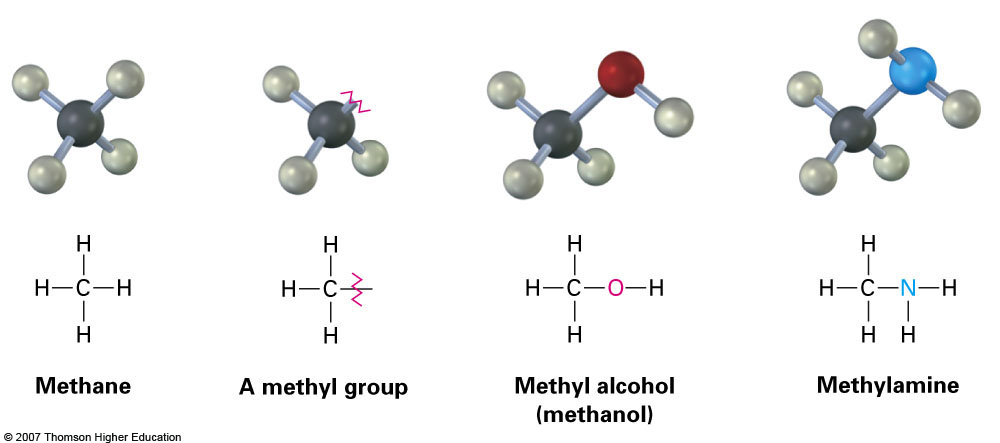 H
H—C—H
H
Methane
H
H—C—
H
A methyl group
H
H—C—O—H
H
Methyl alcohol
(methanol)
H
H—C—N—H
H H
Methylamine
© 2007 Thomson Higher Education